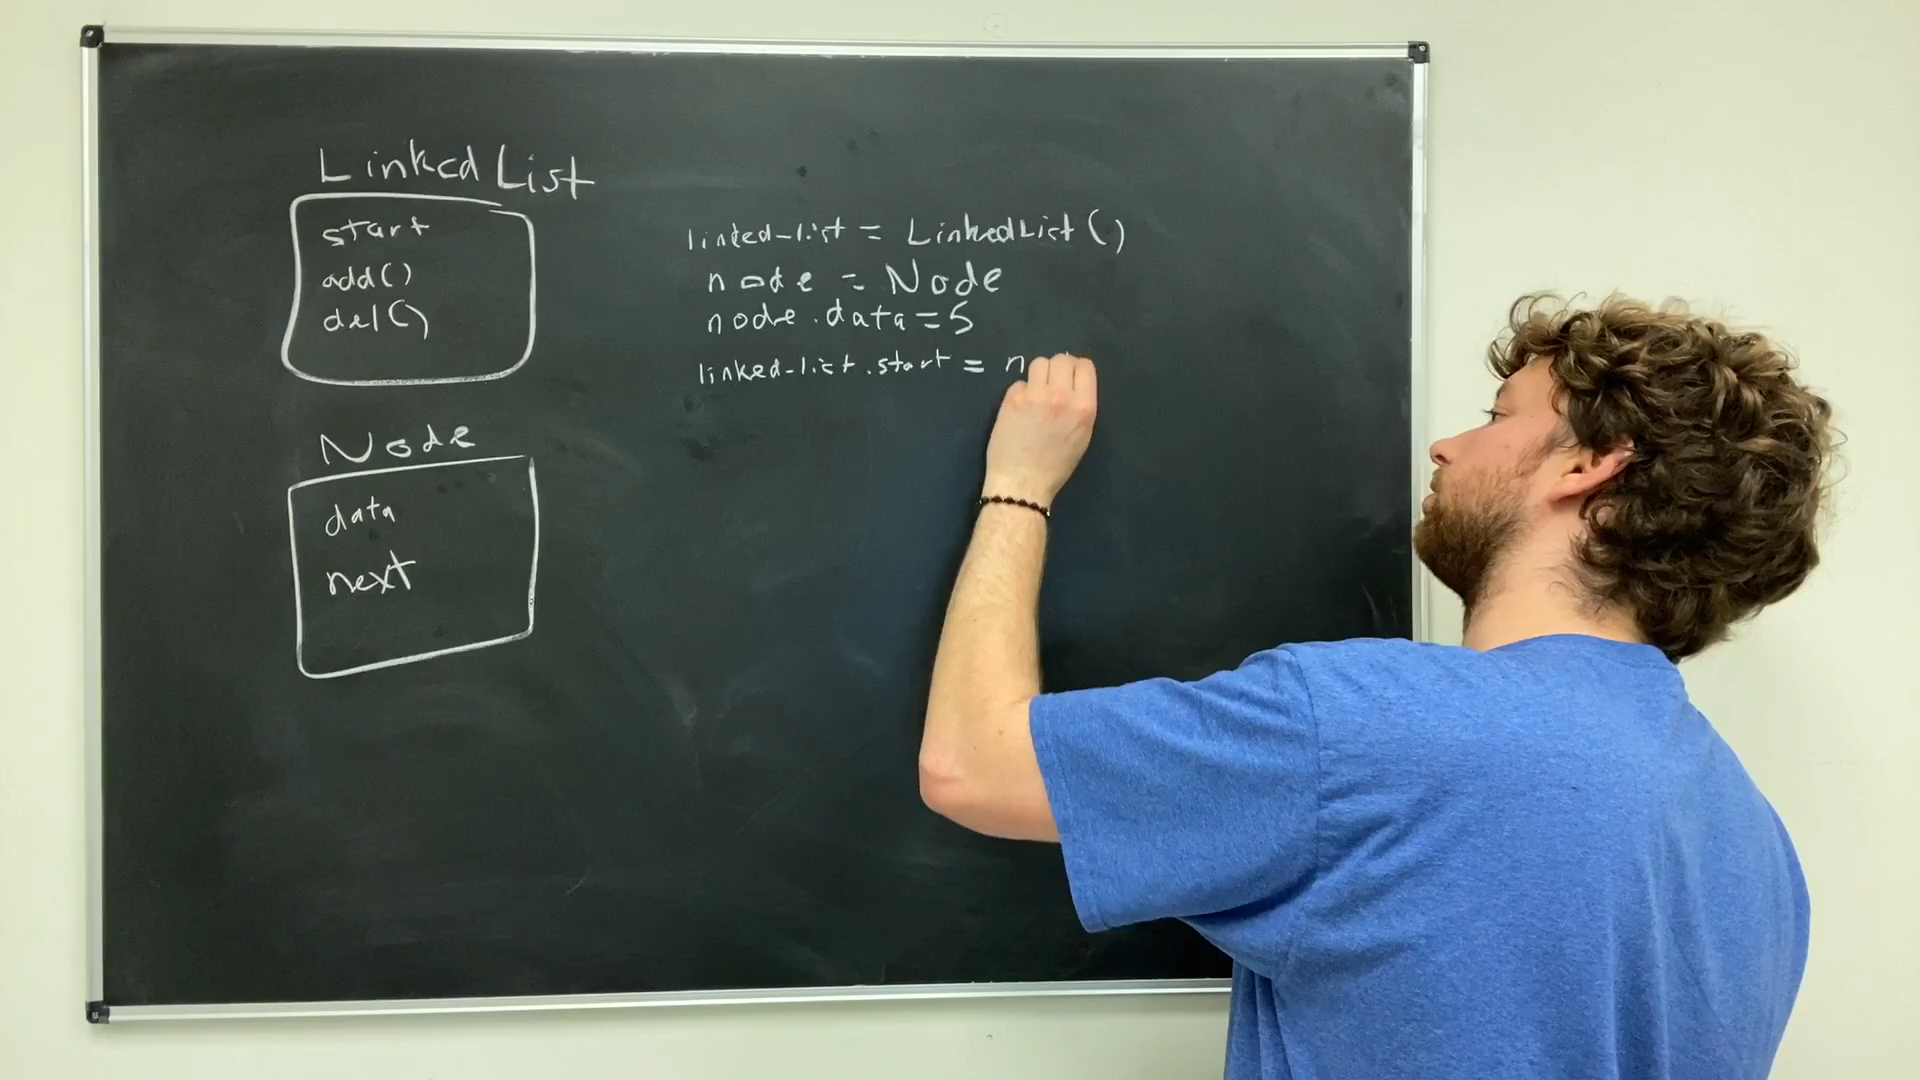 Linked List
start
add()
del()
Node
data
next
linked-list = LinkedList()
node = Node
node.data=5
linked-list.start =